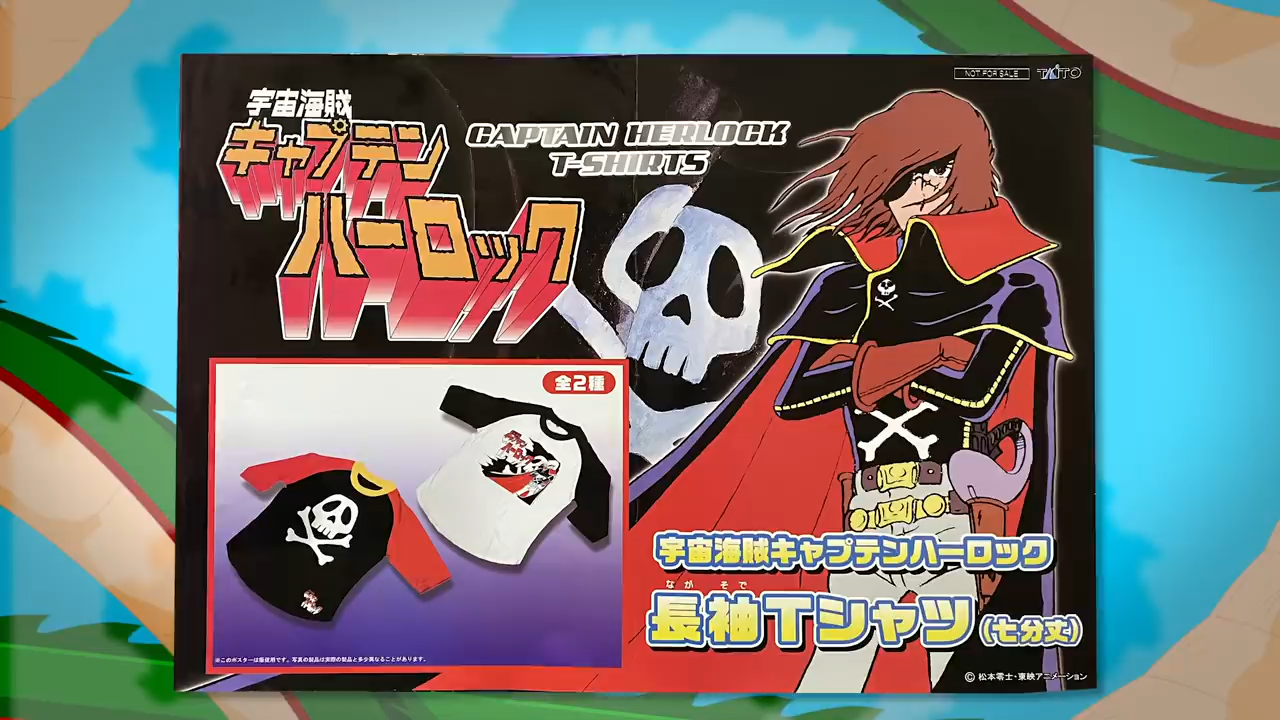 NOT FOR SALE TAITO
宇宙海賊
キャプテン
ハーロック
CAPTAIN HERLOCK
T-SHIRTS
全2種
※このポスターは販促用です。写真の製品は実際の製品と多少異なることがあります。
宇宙海賊キャプテンハーロック
ながそで
長袖Tシャツ(七分丈)
© 松本零士・東映アニメーション